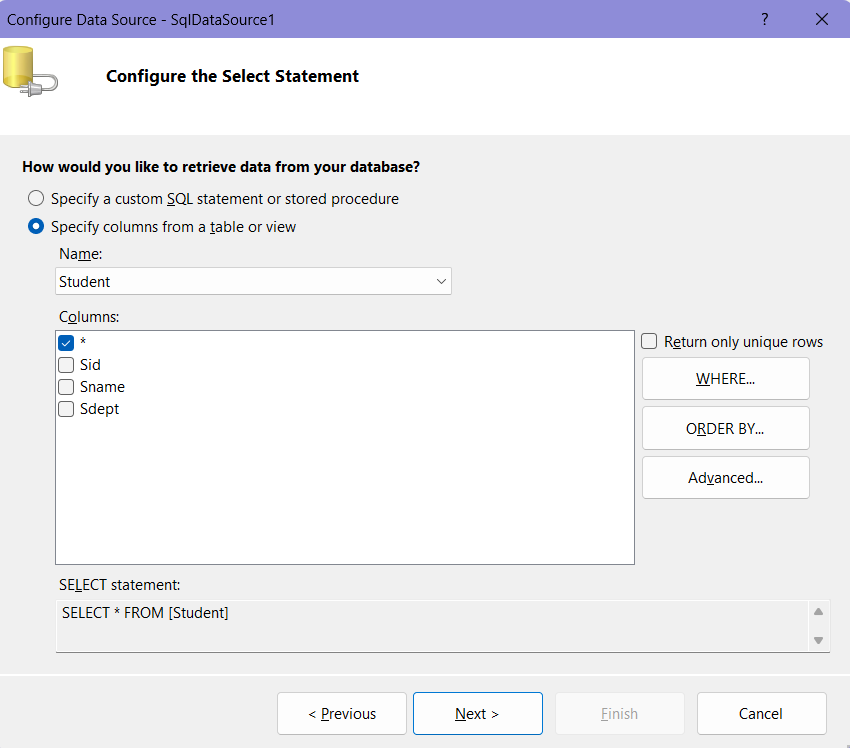 Configure Data Source - SqlDataSource1 ?
Configure the Select Statement
How would you like to retrieve data from your database?
Specify a custom SQL statement or stored procedure
Specify columns from a table or view
Name:
Student
Columns:
*
Return only unique rows
Sid
Sname
Sdept
WHERE...
ORDER BY...
Advanced...
SELECT statement:
SELECT * FROM [Student]
< Previous
Next >
Finish
Cancel